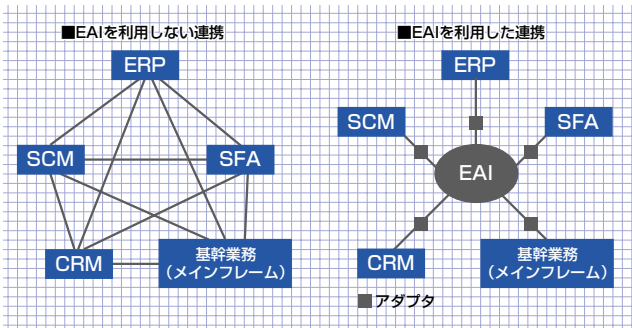 ■EAIを利用しない連携
ERP
SCM
SFA
CRM
基幹業務
（メインフレーム）
■EAIを利用した連携
ERP
SCM
SFA
EAI
CRM
基幹業務
（メインフレーム）
アダプタ